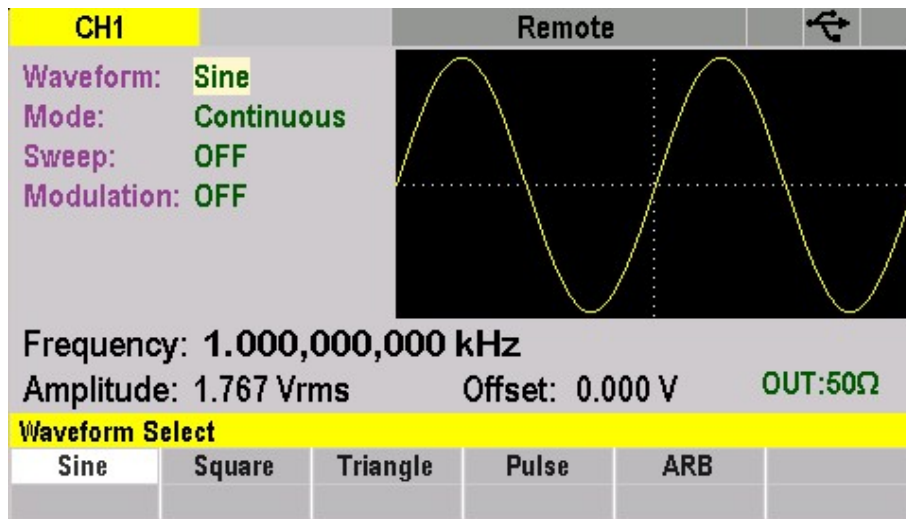 CH1 Remote
Waveform: Sine
Mode: Continuous
Sweep: OFF
Modulation: OFF
Frequency: 1.000,000,000 kHz
Amplitude: 1.767 Vrms Offset: 0.000 V OUT:50Ω
Waveform Select
Sine Square Triangle Pulse ARB